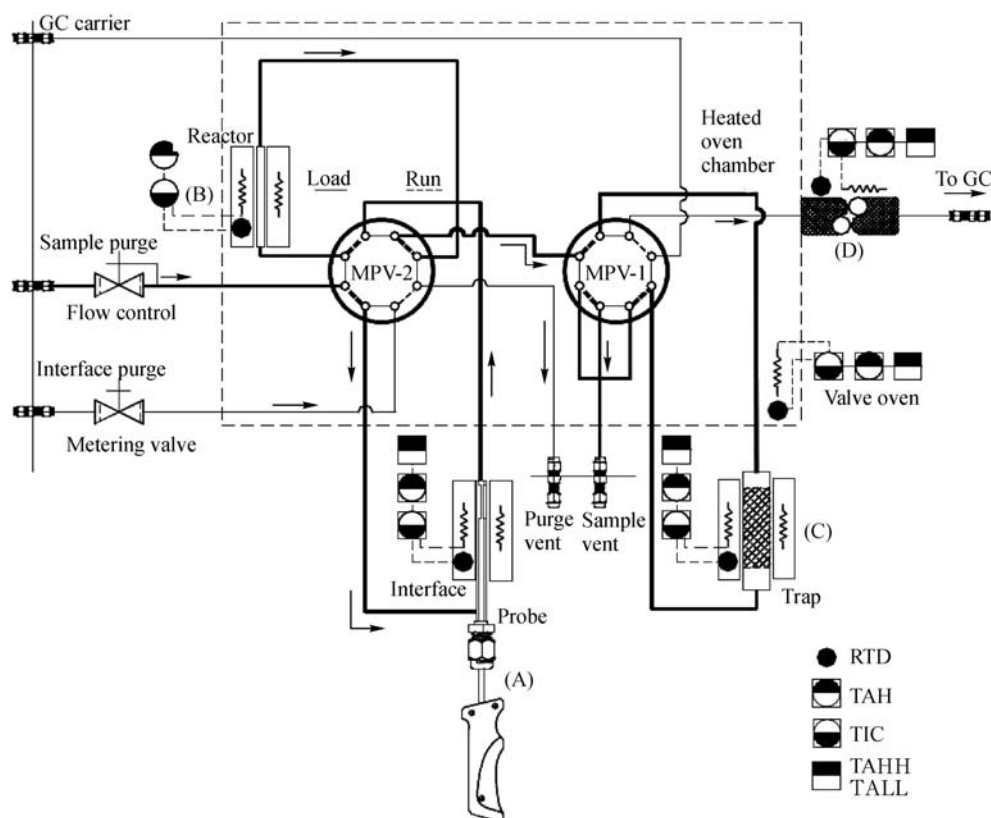 GC carrier
Reactor
(B)
Load
Run
Heated
oven
chamber
To GC
(D)
Sample purge
Flow control
MPV-2
MPV-1
Interface purge
Metering valve
Valve oven
Purge
vent
Sample
vent
(C)
Interface
Trap
Probe
(A)
RTD
TAH
TIC
TAHH
TALL